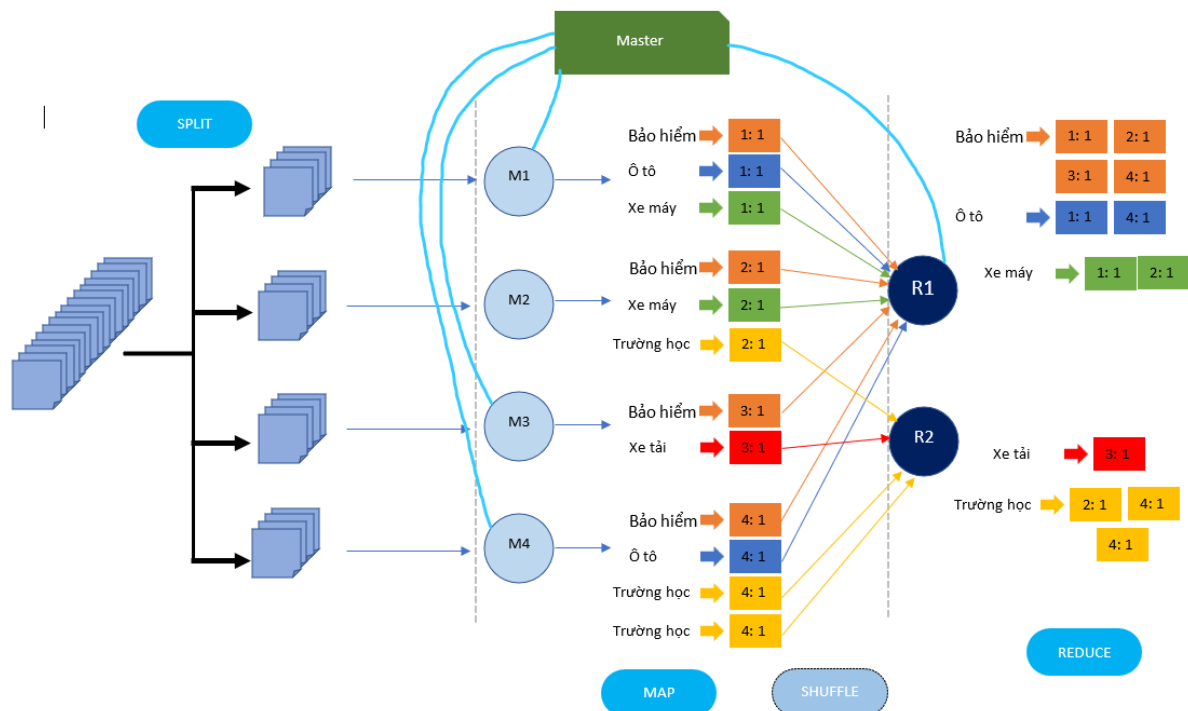 Master
SPLIT
M1
Bảo hiểm
1: 1
Ô tô
1: 1
Xe máy
1: 1
M2
Bảo hiểm
2: 1
Xe máy
2: 1
Trường học
2: 1
M3
Bảo hiểm
3: 1
Xe tải
3: 1
M4
Bảo hiểm
4: 1
Ô tô
4: 1
Trường học
4: 1
Trường học
4: 1
R1
R2
Bảo hiểm
1: 1
2: 1
3: 1
4: 1
Ô tô
1: 1
4: 1
Xe máy
1: 1
2: 1
Xe tải
3: 1
Trường học
2: 1
4: 1
4: 1
MAP
SHUFFLE
REDUCE